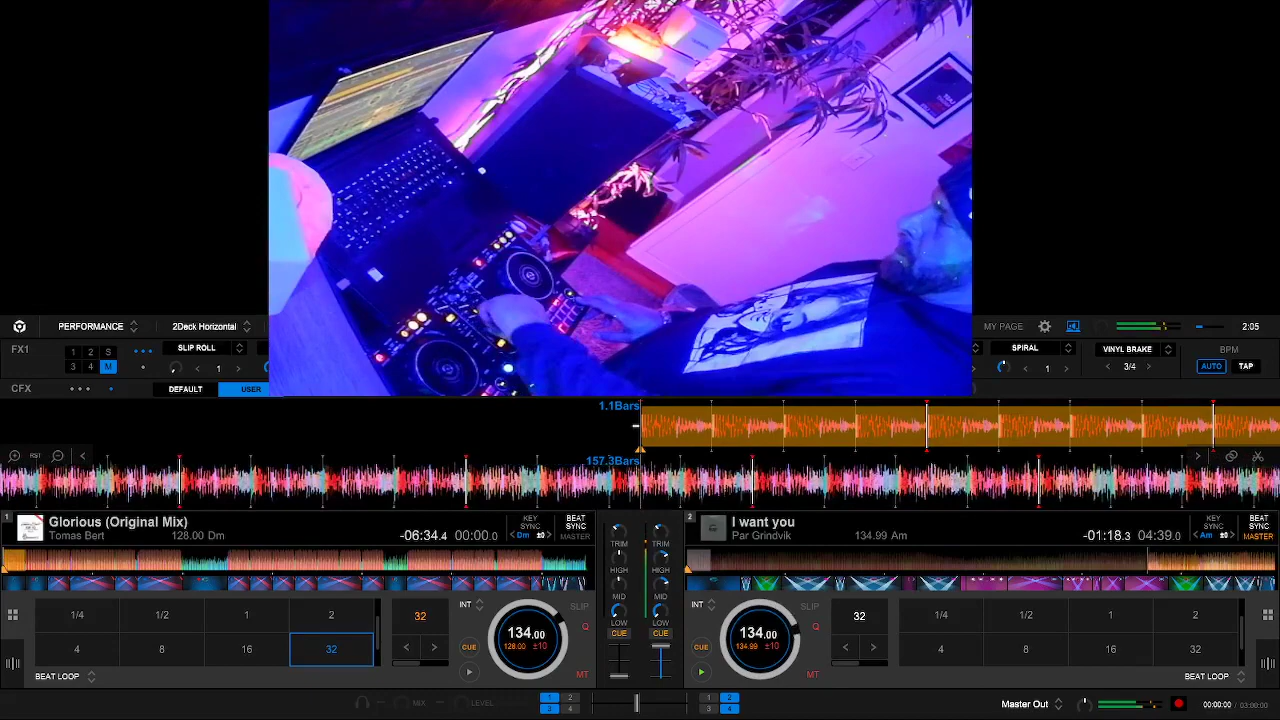 PERFORMANCE
2Deck Horizontal
MY PAGE
2:05
FX1
1 2 S
3 4 M
SLIP ROLL
1
SPIRAL
1
VINYL BRAKE
3/4
BPM
AUTO
TAP
CFX
DEFAULT
USER
1.1Bars
RST
157.3Bars
1
Glorious (Original Mix)
Tomas Bert
128.00 Dm
-06:34.4 00:00.0
KEY SYNC
Dm ±0
BEAT SYNC
MASTER
TRIM TRIM
HIGH HIGH
MID MID
LOW LOW
CUE CUE
2
I want you
Par Grindvik
134.99 Am
-01:18.3 04:39.0
KEY SYNC
Am ±0
BEAT SYNC
MASTER
1/4 1/2 1 2
4 8 16 32
32
BEAT LOOP
INT
SLIP
Q
134.00
128.00 ±10
CUE
MT
INT
SLIP
Q
134.00
134.99 ±10
CUE
MT
32
1/4 1/2 1 2
4 8 16 32
BEAT LOOP
MIX
LEVEL
1 2
3 4
1 2
3 4
Master Out
00:00:00 / 03:00:00